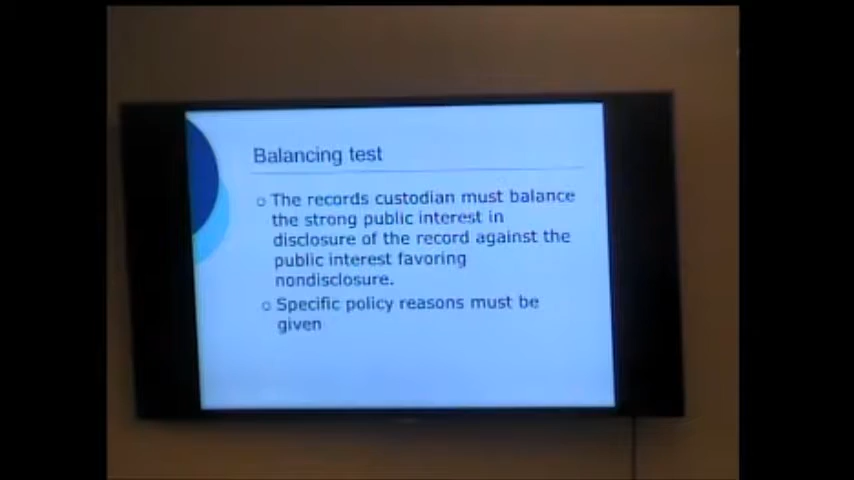 Balancing test
The records custodian must balance
the strong public interest in
disclosure of the record against the
public interest favoring
nondisclosure.
Specific policy reasons must be
given